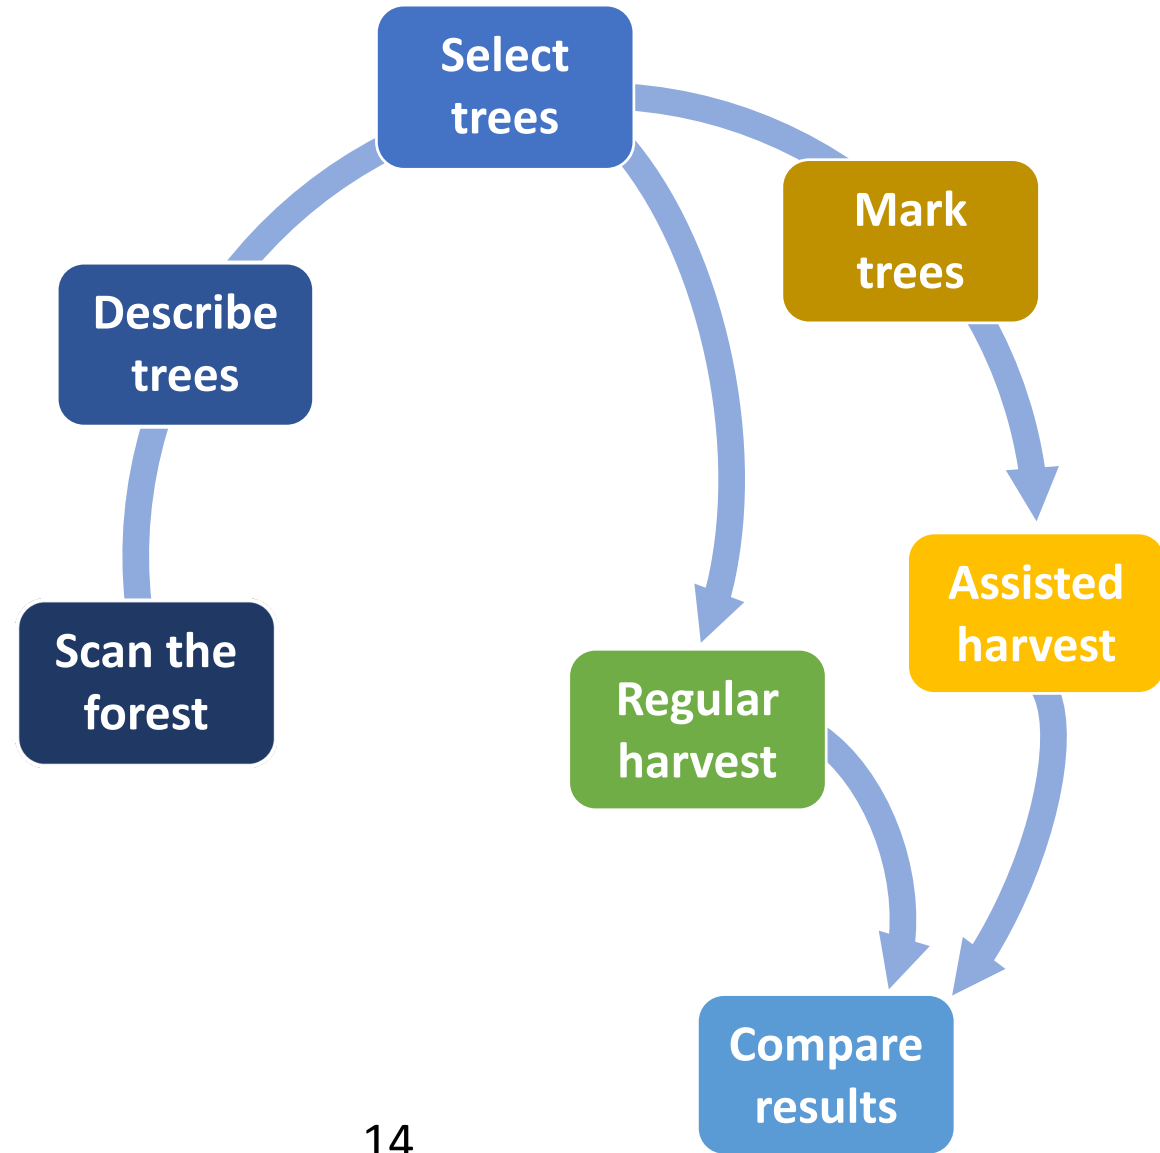 Select
trees
Mark
trees
Describe
trees
Assisted
harvest
Scan the
forest
Regular
harvest
Compare
results
14